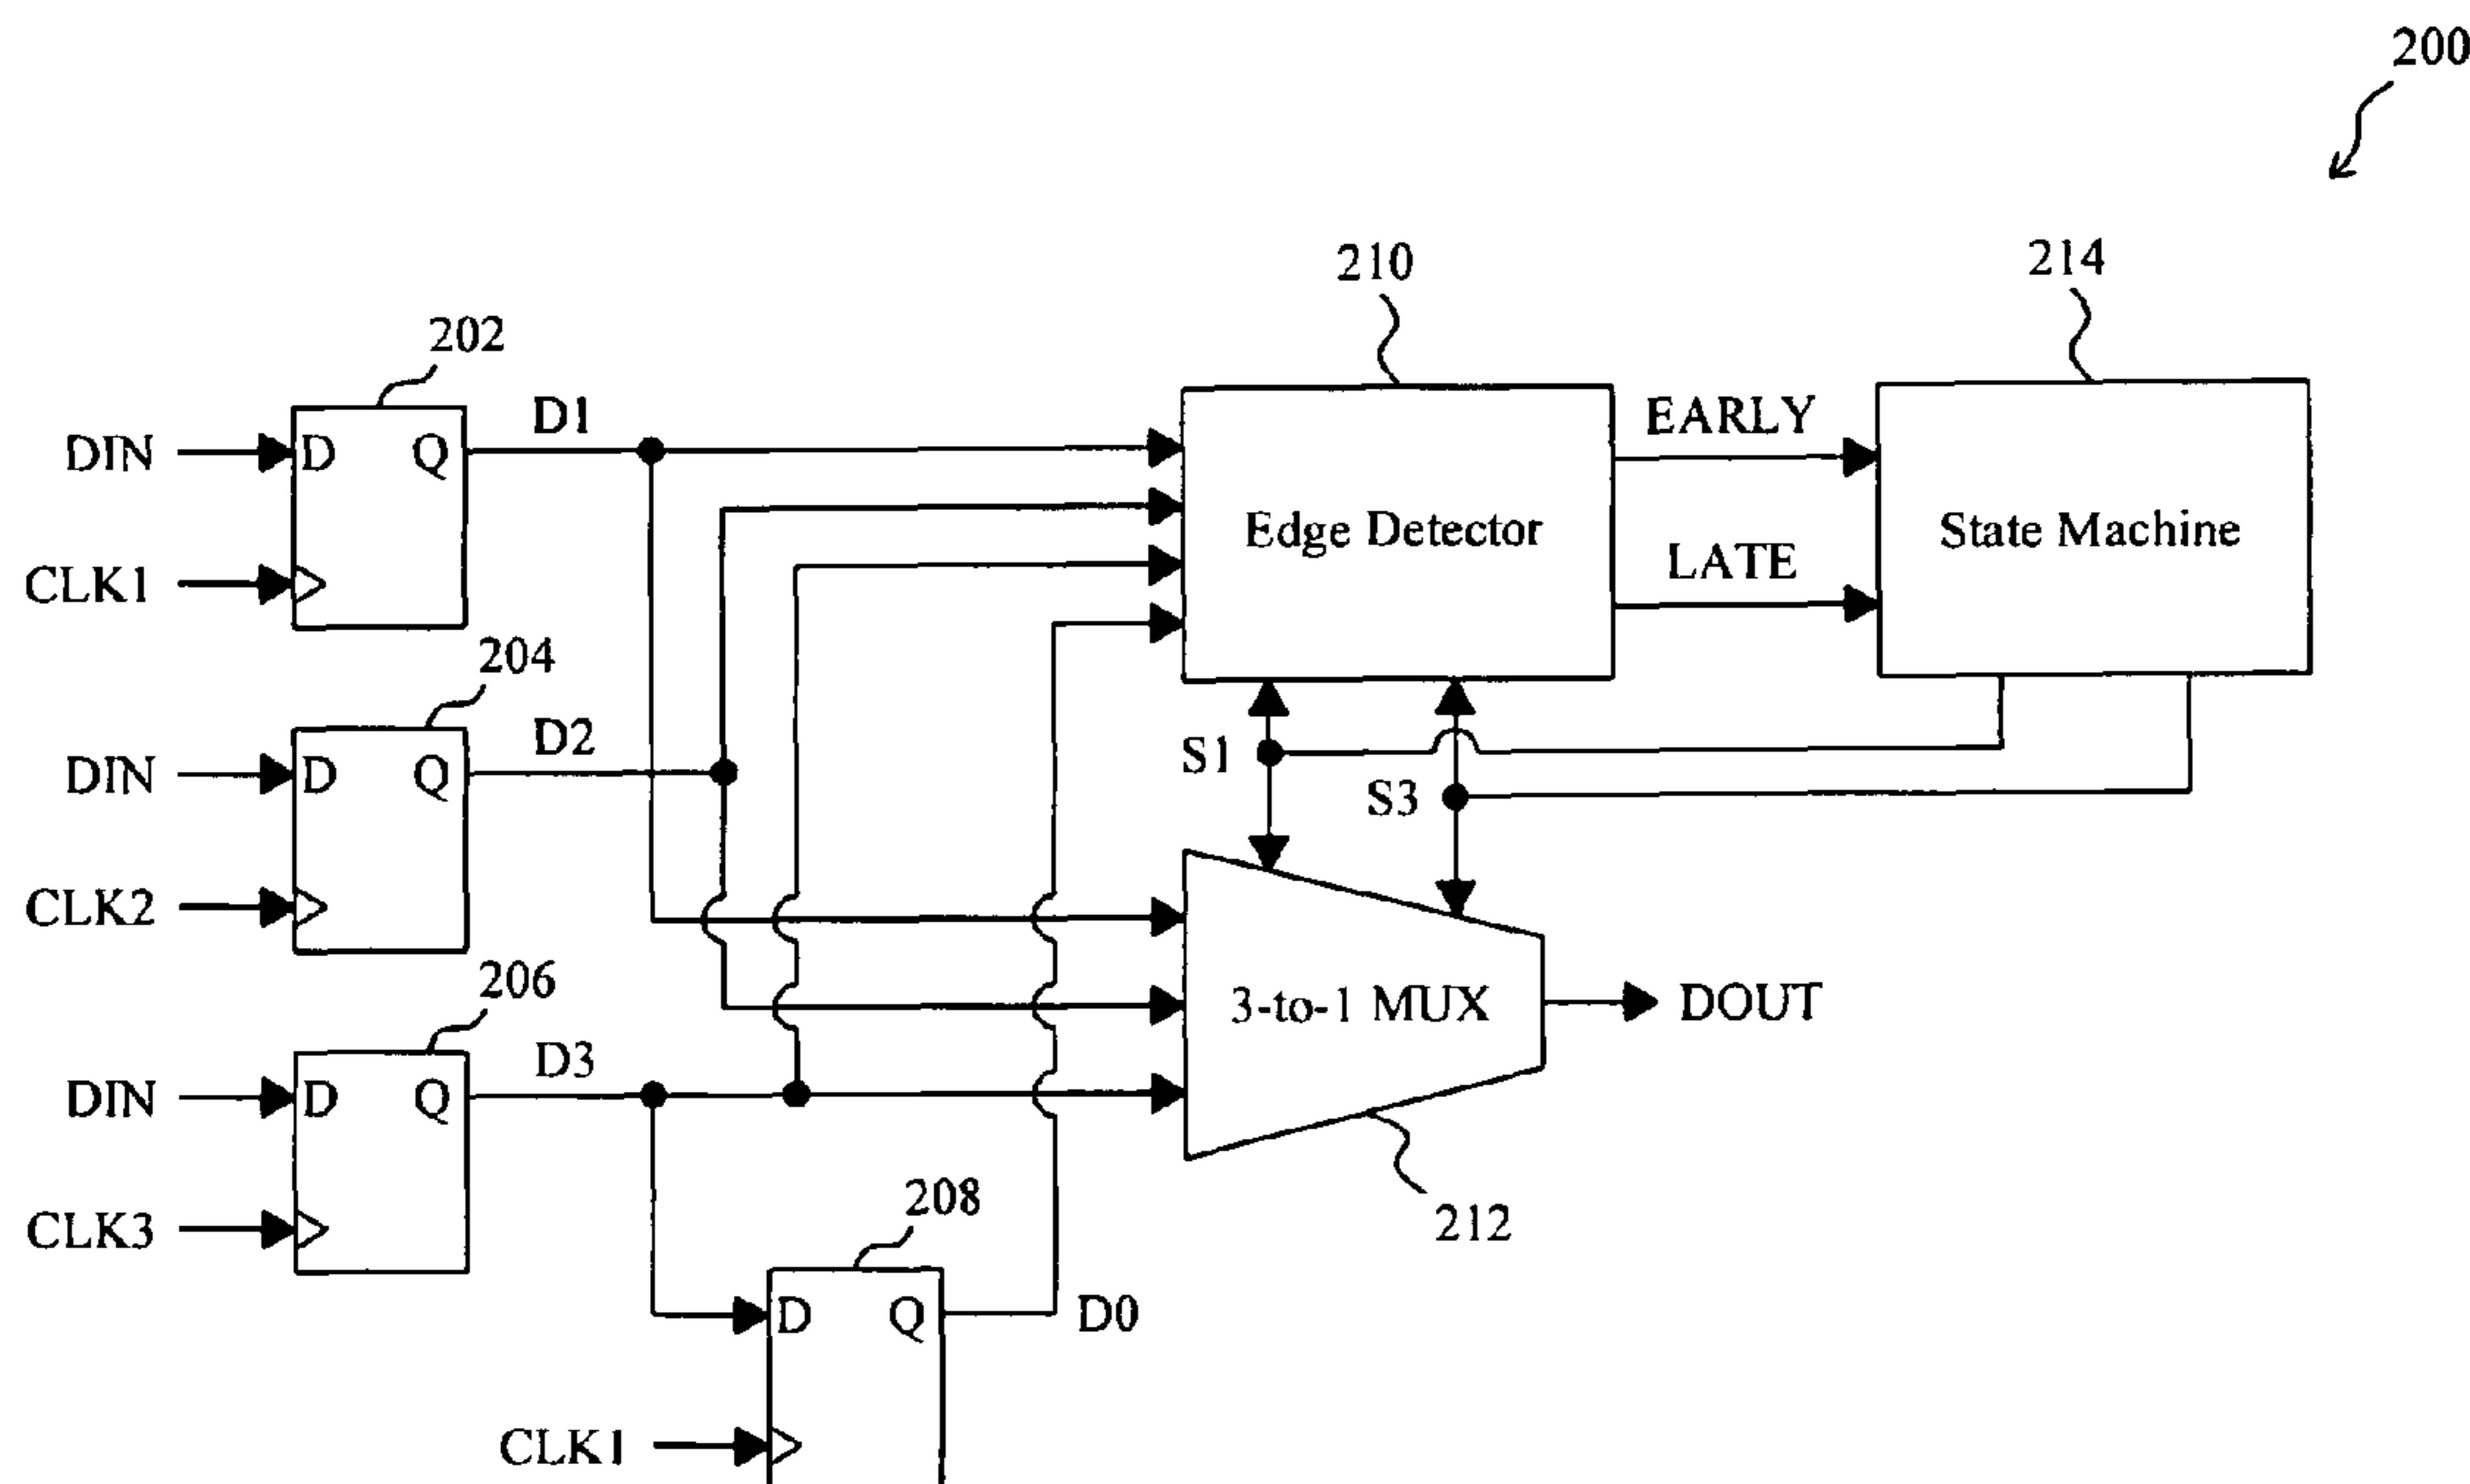 200
210
214
202
D1
EARLY
DIN
D
Q
Edge Detector
State Machine
LATE
CLK1
204
D2
DIN
D
Q
S1
S3
CLK2
206
3-to-1 MUX
DOUT
D3
DIN
D
Q
208
212
CLK3
D
Q
D0
CLK1